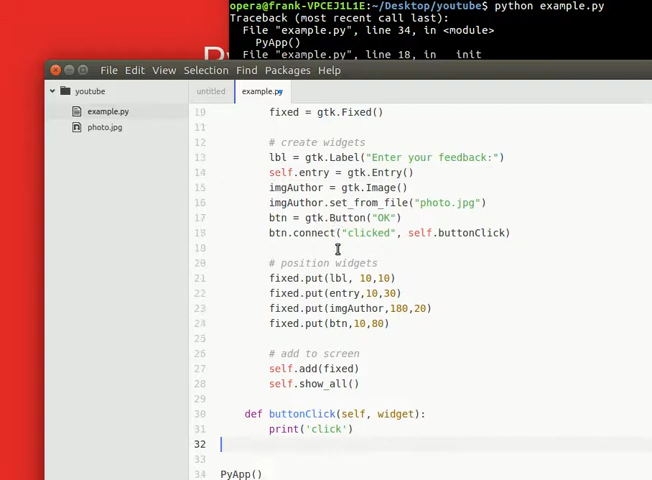 opera@frank-VPCEJ1L1E:~/Desktop/youtube$ python example.py
Traceback (most recent call last):
File "example.py", line 34, in <module>
PyApp()
File "example.py", line 18, in __init__
File Edit View Selection Find Packages Help
youtube
example.py
photo.jpg
untitled example.py
10 fixed = gtk.Fixed()
11
12 # create widgets
13 lbl = gtk.Label("Enter your feedback:")
14 self.entry = gtk.Entry()
15 imgAuthor = gtk.Image()
16 imgAuthor.set_from_file("photo.jpg")
17 btn = gtk.Button("OK")
18 btn.connect("clicked", self.buttonClick)
18
20 # position widgets
21 fixed.put(lbl, 10,10)
22 fixed.put(entry,10,30)
23 fixed.put(imgAuthor,180,20)
24 fixed.put(btn,10,80)
25
26 # add to screen
27 self.add(fixed)
28 self.show_all()
29
30 def buttonClick(self, widget):
31 print('click')
32
33
34 PyApp()